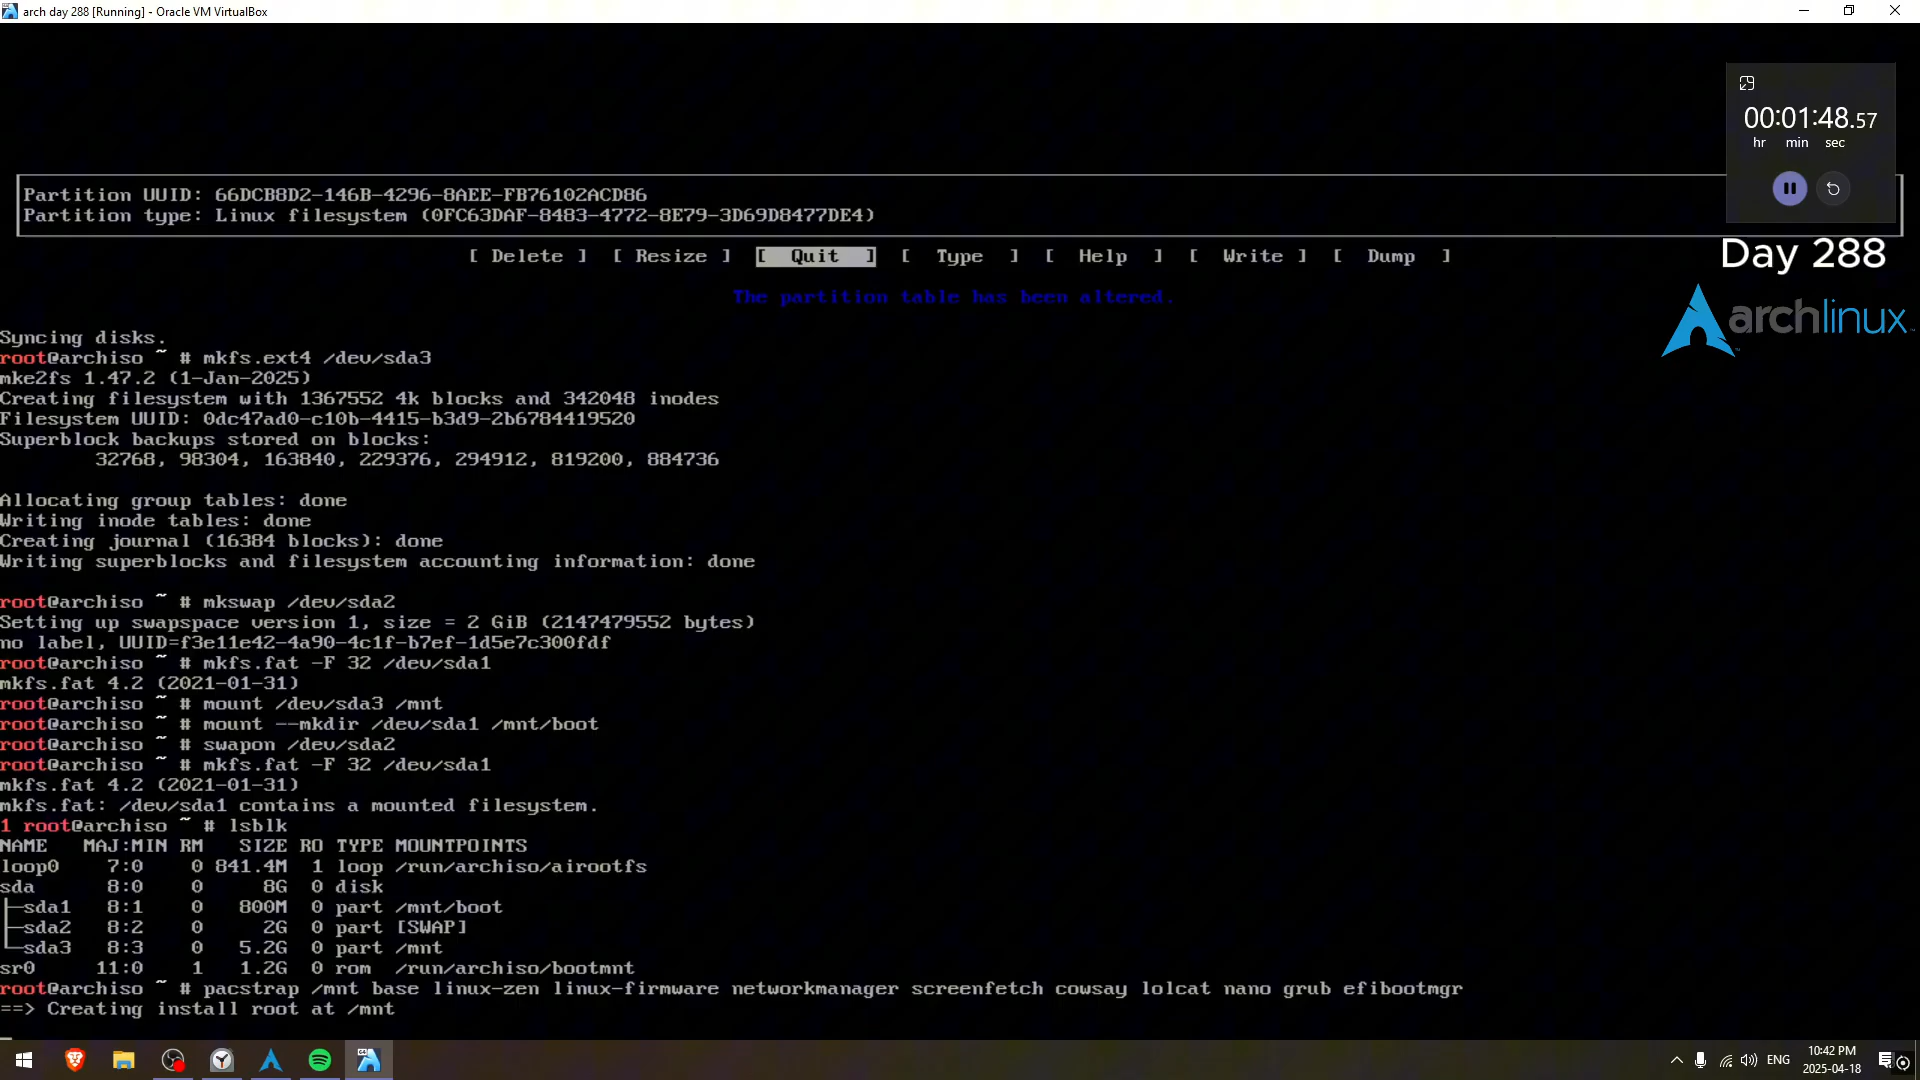 arch day 288 [Running] - Oracle VM VirtualBox
00:01:48.57
hr min sec
Partition UUID: 66DCB8D2-146B-4296-8AEE-FB76102ACD86
Partition type: Linux filesystem (0FC63DAF-8483-4772-8E79-3D69D8477DE4)
[ Delete ] [ Resize ] [ Quit ] [ Type ] [ Help ] [ Write ] [ Dump ]
Day 288
The partition table has been altered.
archlinux
Syncing disks.
root@archiso ~ # mkfs.ext4 /dev/sda3
mke2fs 1.47.2 (1-Jan-2025)
Creating filesystem with 1367552 4k blocks and 342048 inodes
Filesystem UUID: 0dc47ad0-c10b-4415-b3d9-2b6784419520
Superblock backups stored on blocks:
32768, 98304, 163840, 229376, 294912, 819200, 884736
Allocating group tables: done
Writing inode tables: done
Creating journal (16384 blocks): done
Writing superblocks and filesystem accounting information: done
root@archiso ~ # mkswap /dev/sda2
Setting up swapspace version 1, size = 2 GiB (2147479552 bytes)
no label, UUID=f3e11e42-4a90-4c1f-b7ef-1d5e7c300fdf
root@archiso ~ # mkfs.fat -F 32 /dev/sda1
mkfs.fat 4.2 (2021-01-31)
root@archiso ~ # mount /dev/sda3 /mnt
root@archiso ~ # mount --mkdir /dev/sda1 /mnt/boot
root@archiso ~ # swapon /dev/sda2
root@archiso ~ # mkfs.fat -F 32 /dev/sda1
mkfs.fat 4.2 (2021-01-31)
mkfs.fat: /dev/sda1 contains a mounted filesystem.
1 root@archiso ~ # lsblk
NAME MAJ:MIN RM SIZE RO TYPE MOUNTPOINTS
loop0 7:0 0 841.4M 1 loop /run/archiso/airootfs
sda 8:0 0 8G 0 disk
├─sda1 8:1 0 800M 0 part /mnt/boot
├─sda2 8:2 0 2G 0 part [SWAP]
└─sda3 8:3 0 5.2G 0 part /mnt
sr0 11:0 1 1.2G 0 rom /run/archiso/bootmnt
root@archiso ~ # pacstrap /mnt base linux-zen linux-firmware networkmanager screenfetch cowsay lolcat nano grub efibootmgr
==> Creating install root at /mnt
ENG
10:42 PM
2025-04-18